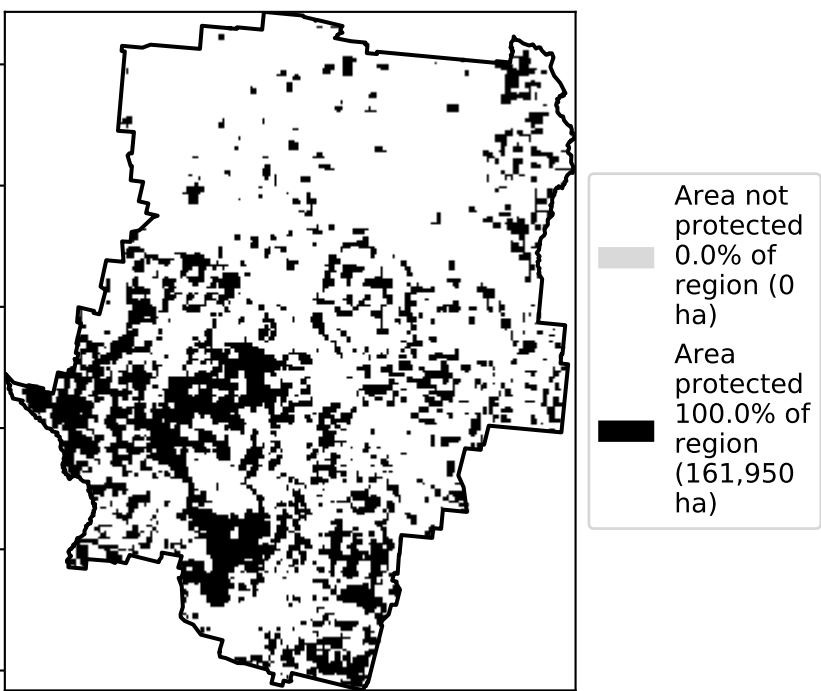 Area not
protected
0.0% of
region (0
ha)
Area
protected
100.0% of
region
(161,950
ha)